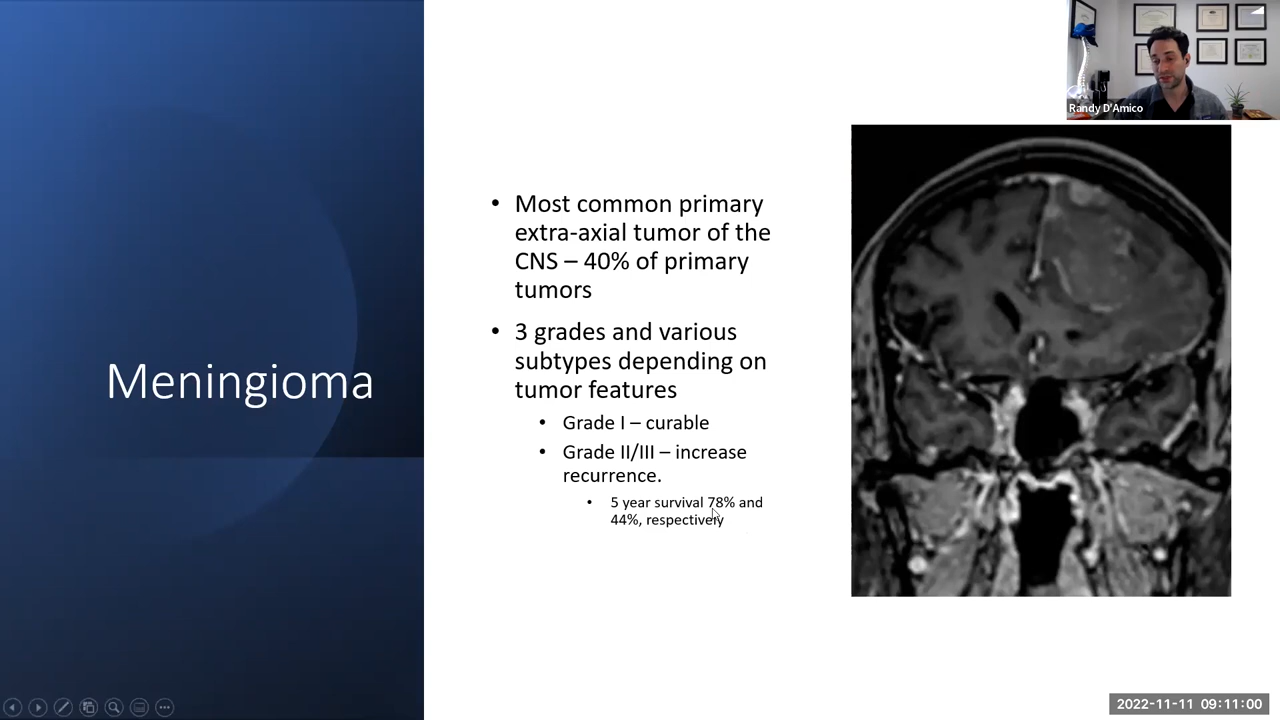 Randy D'Amico
Meningioma
• Most common primary
extra-axial tumor of the
CNS – 40% of primary
tumors
• 3 grades and various
subtypes depending on
tumor features
• Grade I – curable
• Grade II/III – increase
recurrence.
• 5 year survival 78% and
44%, respectively
2022-11-11 09:11:00